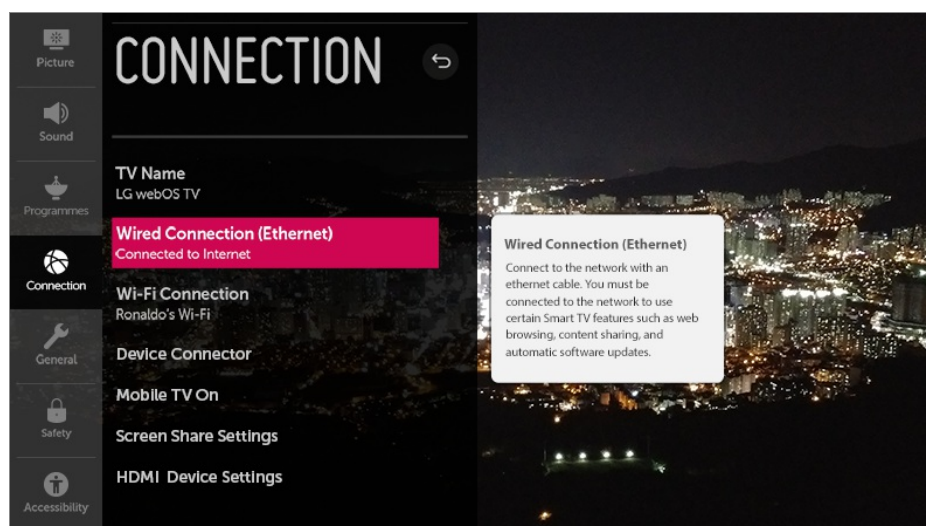 Picture
Sound
Programmes
Connection
General
Safety
Accessibility
CONNECTION
TV Name
LG webOS TV
Wired Connection (Ethernet)
Connected to Internet
Wi-Fi Connection
Ronaldo's Wi-Fi
Device Connector
Mobile TV On
Screen Share Settings
HDMI Device Settings
Wired Connection (Ethernet)
Connect to the network with an
ethernet cable. You must be
connected to the network to use
certain Smart TV features such as web
browsing, content sharing, and
automatic software updates.